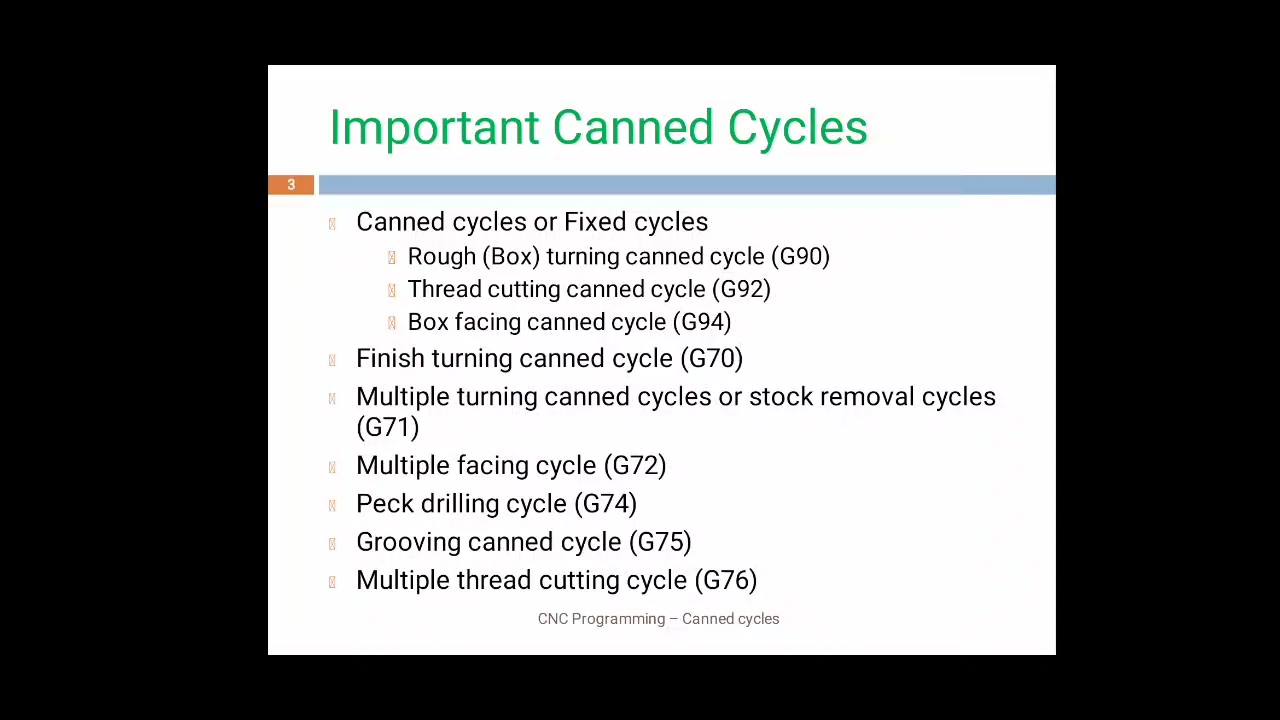 Important Canned Cycles
3
Canned cycles or Fixed cycles
Rough (Box) turning canned cycle (G90)
Thread cutting canned cycle (G92)
Box facing canned cycle (G94)
Finish turning canned cycle (G70)
Multiple turning canned cycles or stock removal cycles
(G71)
Multiple facing cycle (G72)
Peck drilling cycle (G74)
Grooving canned cycle (G75)
Multiple thread cutting cycle (G76)
CNC Programming – Canned cycles